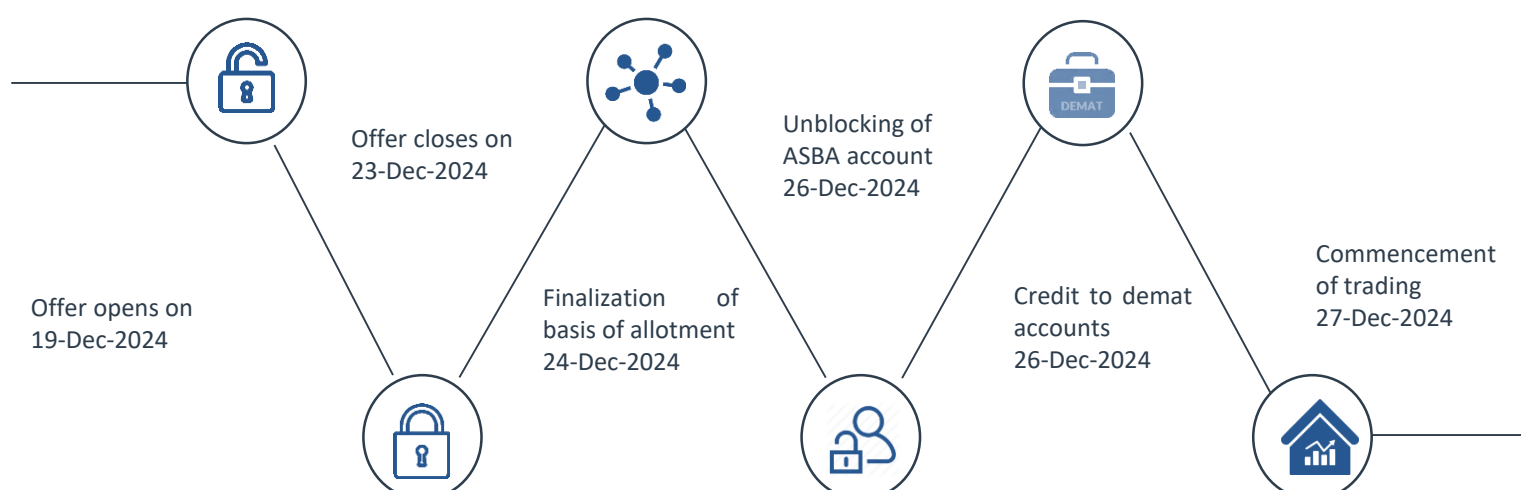 Offer opens on
19-Dec-2024
Offer closes on
23-Dec-2024
Finalization of
basis of allotment
24-Dec-2024
Unblocking of
ASBA account
26-Dec-2024
DEMAT
Credit to demat
accounts
26-Dec-2024
Commencement
of trading
27-Dec-2024